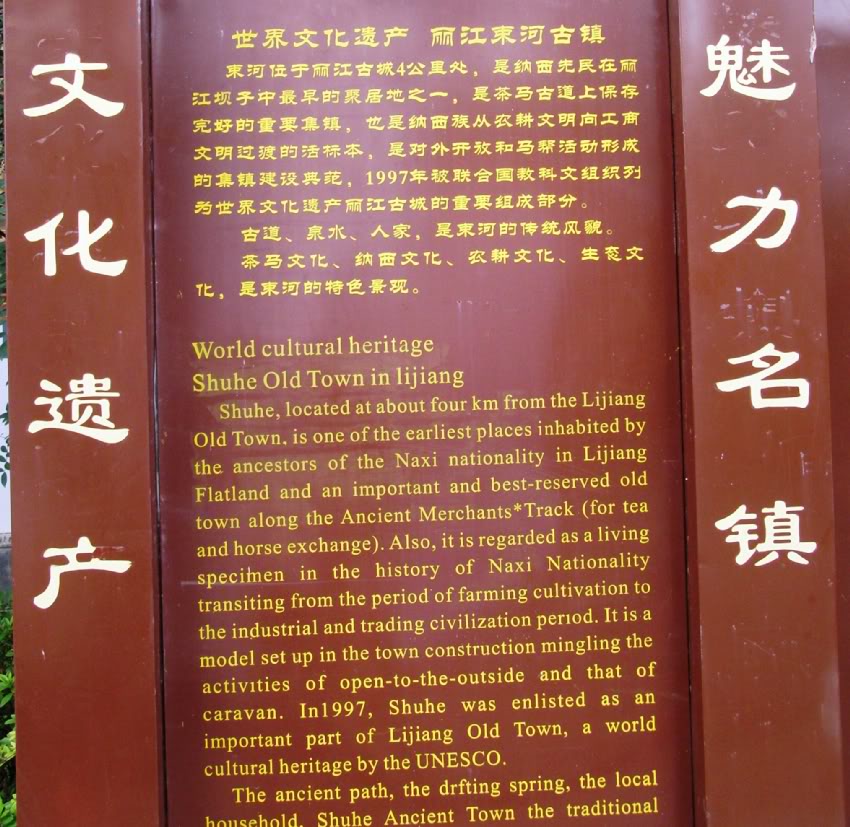 文化遗产
世界文化遗产 丽江束河古镇
束河位于丽江古城4公里处，是纳西先民在丽
江坝子中最早的聚居地之一，是茶马古道上保存
完好的重要集镇，也是纳西族从农耕文明向工商
文明过渡的活标本，是对外开放和马帮活动形成
的集镇建设典范，1997年被联合国教科文组织列
为世界文化遗产丽江古城的重要组成部分。
古道、泉水、人家，是束河的传统风貌。
茶马文化、纳西文化、农耕文化、生态文
化，是束河的特色景观。
World cultural heritage
Shuhe Old Town in lijiang
Shuhe, located at about four km from the Lijiang
Old Town, is one of the earliest places inhabited by
the ancestors of the Naxi nationality in Lijiang
Flatland and an important and best-reserved old
town along the Ancient Merchants*Track (for tea
and horse exchange). Also, it is regarded as a living
specimen in the history of Naxi Nationality
transiting from the period of farming cultivation to
the industrial and trading civilization period. It is a
model set up in the town construction mingling the
activities of open-to-the-outside and that of
caravan. In1997, Shuhe was enlisted as an
important part of Lijiang Old Town, a world
cultural heritage by the UNESCO.
The ancient path, the drfting spring, the local
household, Shuhe Ancient Town the traditional
魅力名镇